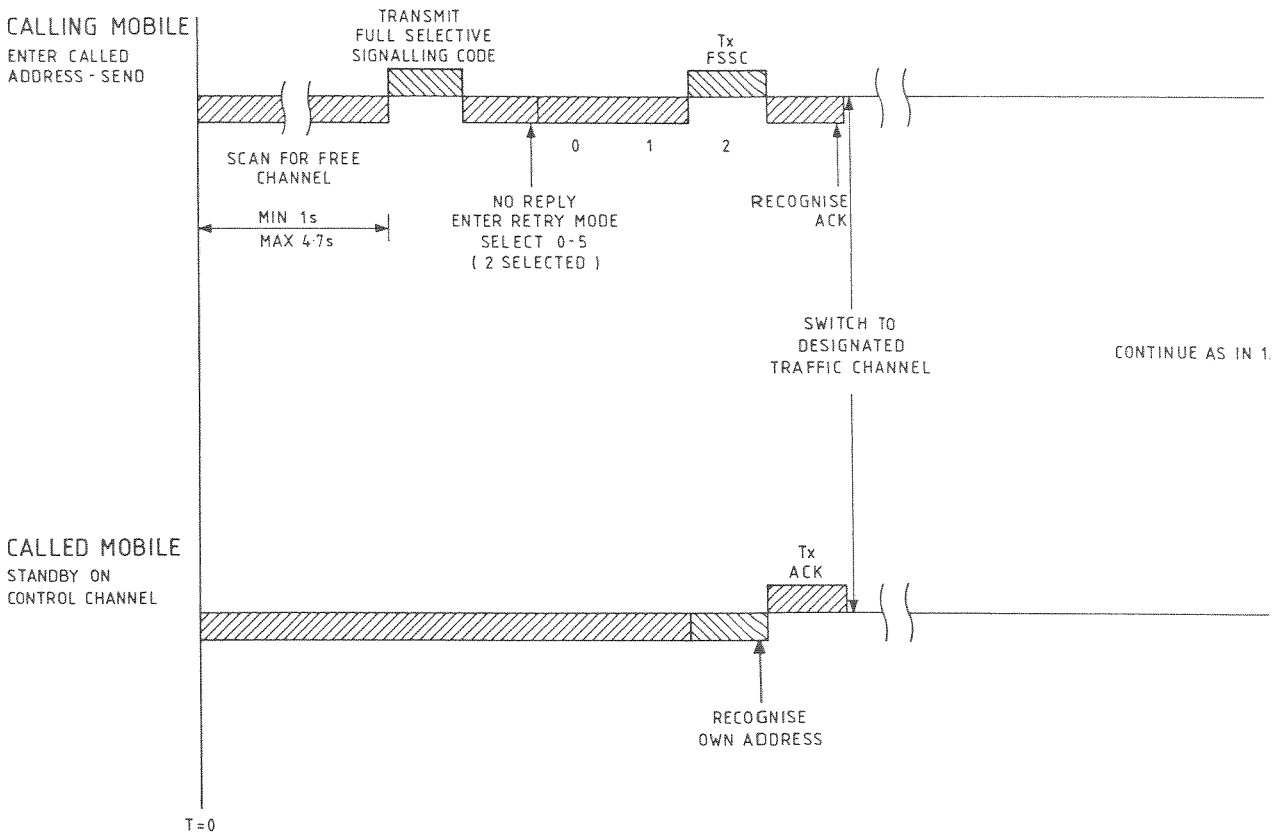 CALLING MOBILE
ENTER CALLED
ADDRESS - SEND
TRANSMIT
FULL SELECTIVE
SIGNALLING CODE
Tx
FSSC
SCAN FOR FREE
CHANNEL
MIN 1s
MAX 4·7s
0 1 2
NO REPLY
ENTER RETRY MODE
SELECT 0-5
( 2 SELECTED )
RECOGNISE
ACK
SWITCH TO
DESIGNATED
TRAFFIC CHANNEL
CONTINUE AS IN 1.
CALLED MOBILE
STANDBY ON
CONTROL CHANNEL
Tx
ACK
RECOGNISE
OWN ADDRESS
T=0